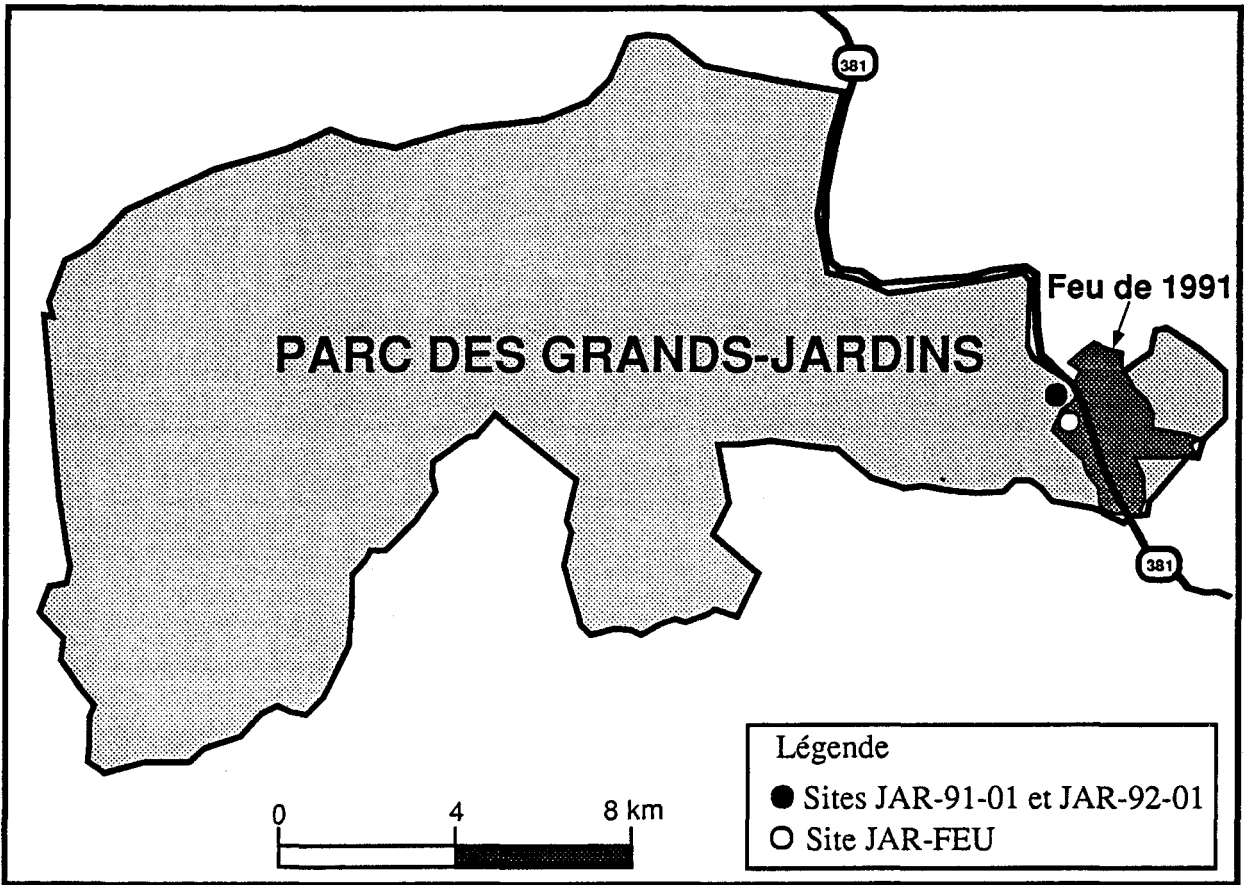 381
Feu de 1991
PARC DES GRANDS-JARDINS
381
Légende
Sites JAR-91-01 et JAR-92-01
Site JAR-FEU
0 4 8 km